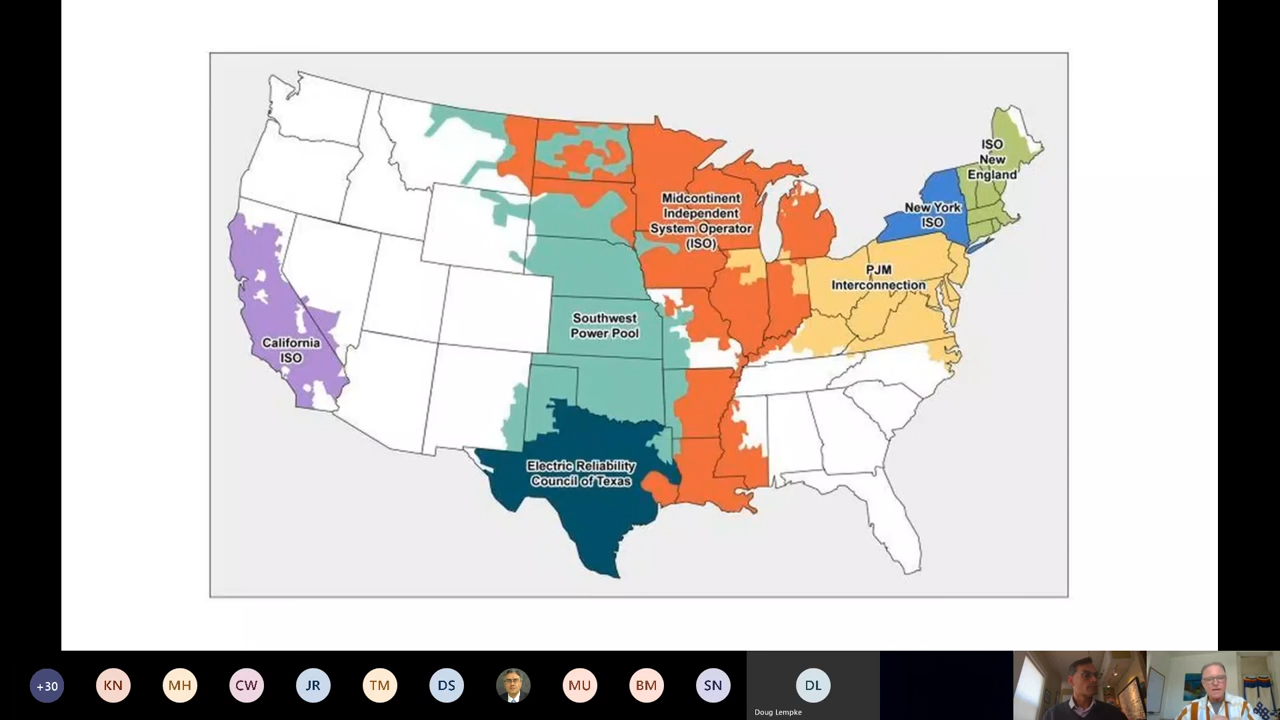 ISO
New
England
Midcontinent
Independent
System Operator
(ISO)
New York
ISO
PJM
Interconnection
Southwest
Power Pool
California
ISO
Electric Reliability
Council of Texas
+30
KN
MH
CW
JR
TM
DS
MU
BM
SN
DL
Doug Lempke